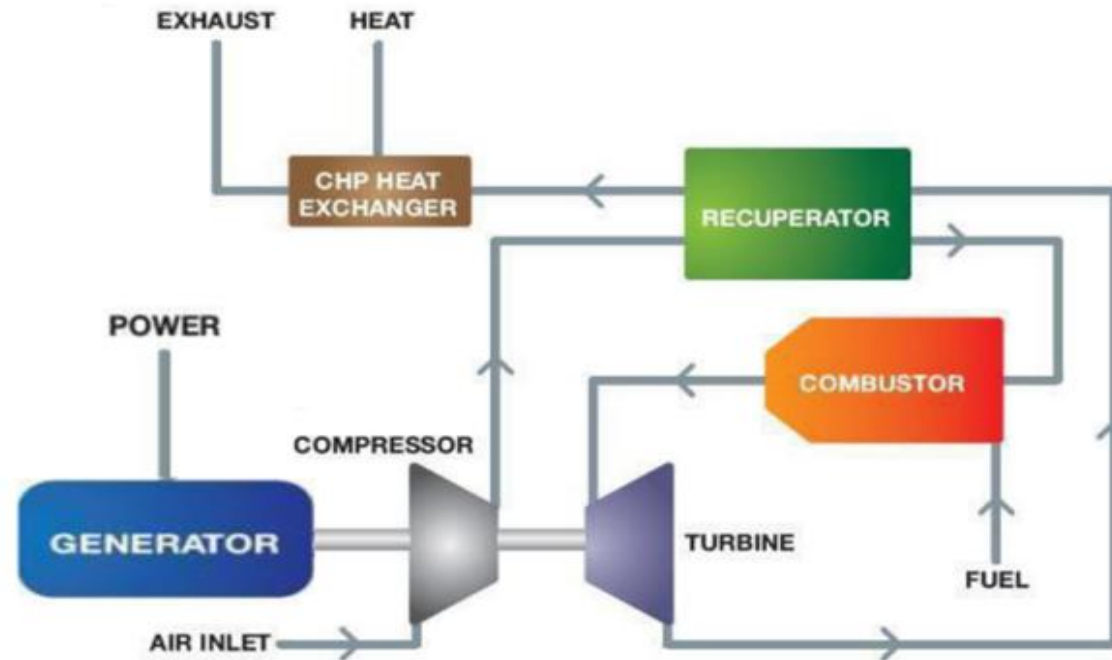 EXHAUST
HEAT
CHP HEAT
EXCHANGER
RECUPERATOR
POWER
COMBUSTOR
COMPRESSOR
GENERATOR
TURBINE
FUEL
AIR INLET